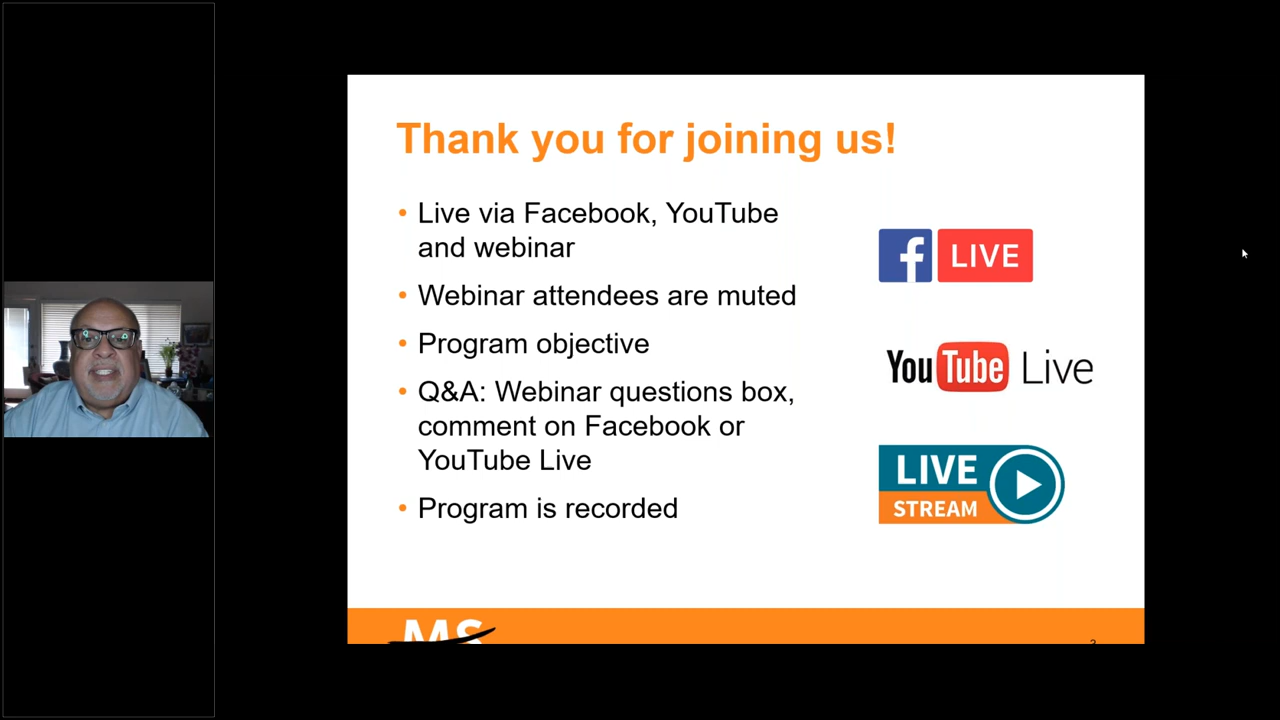 Thank you for joining us!
• Live via Facebook, YouTube
and webinar
• Webinar attendees are muted
• Program objective
• Q&A: Webinar questions box,
comment on Facebook or
YouTube Live
• Program is recorded
f LIVE
YouTube Live
LIVE
STREAM
MS